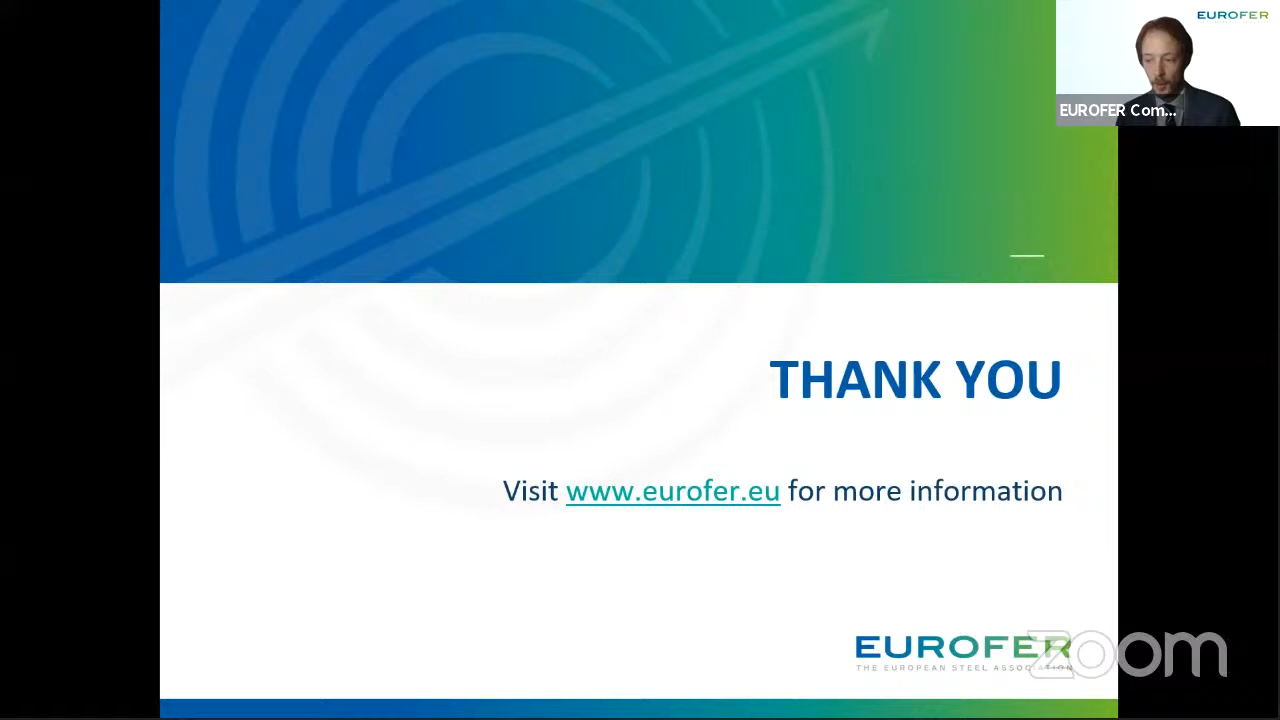 EUROFER
EUROFER Com...
THANK YOU
Visit www.eurofer.eu for more information
EUROFER
THE EUROPEAN STEEL ASSOCIATION
zoom